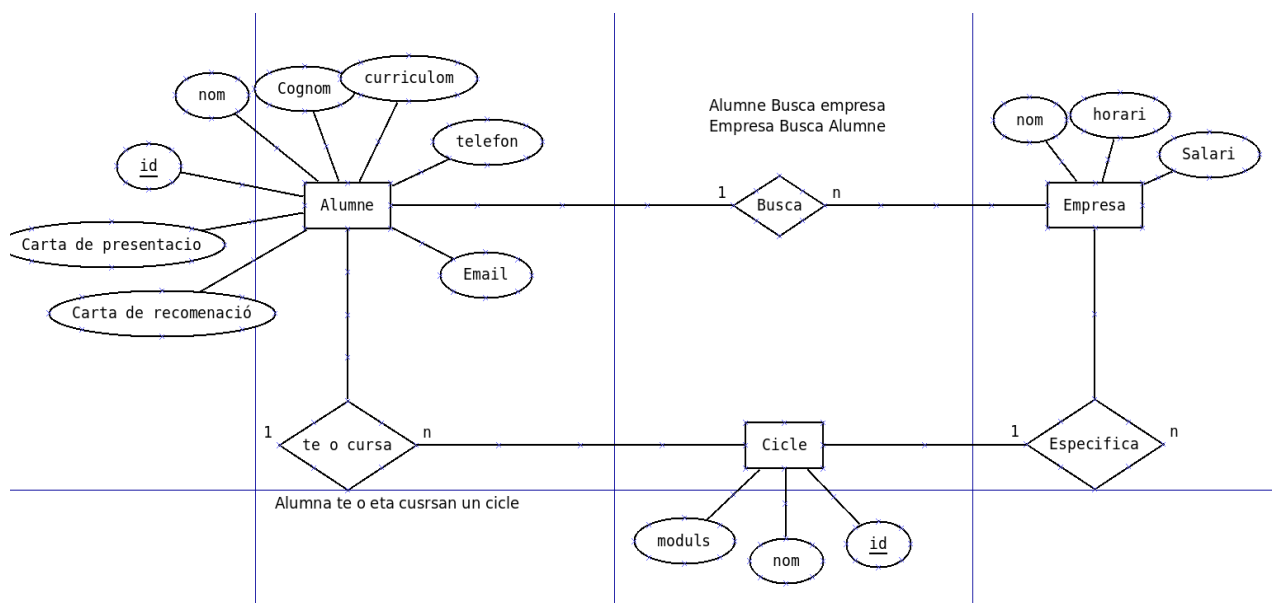 nom
Cognom
curriculom
telefon
id
Carta de presentacio
Carta de recomenació
Email
Alumne
Alumne Busca empresa
Empresa Busca Alumne
1
Busca
n
nom
horari
Salari
Empresa
1
te o cursa
n
Alumna te o eta cusrsan un cicle
Cicle
moduls
nom
id
1
Especifica
n